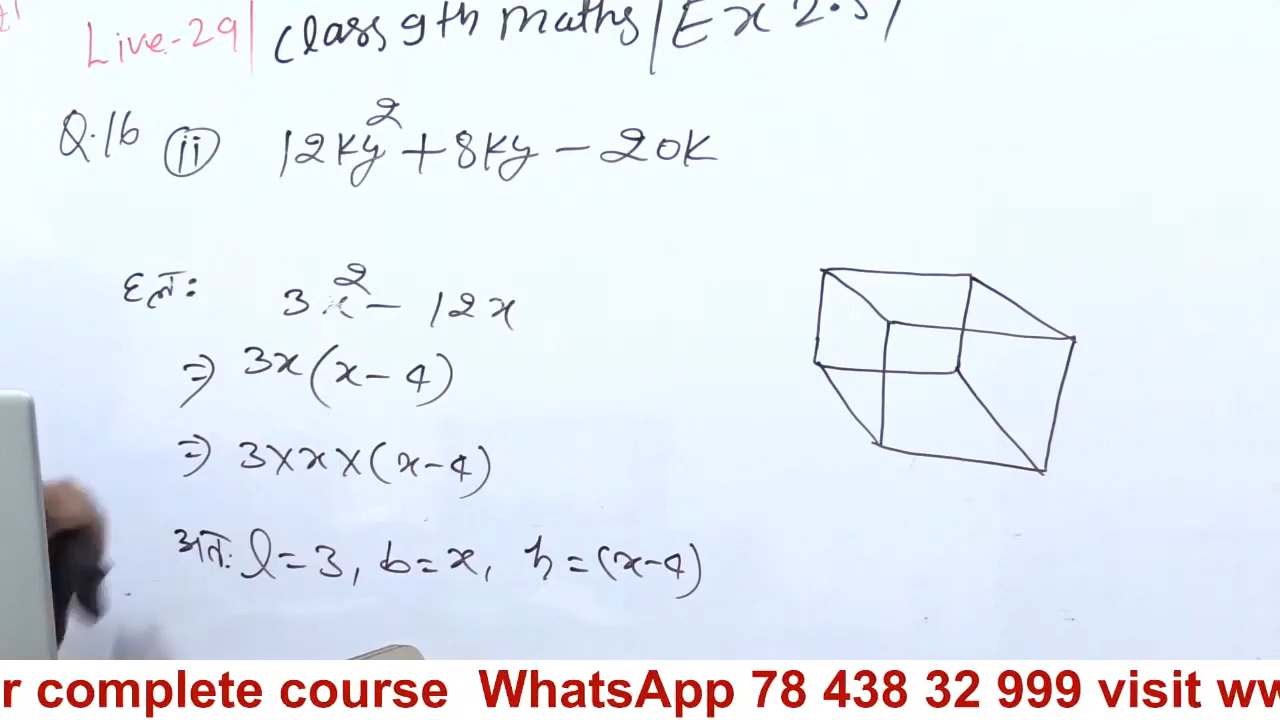 Live-29| Class 9th maths | Ex 2.5/
Q.16 (ii) 12ky² + 8ky - 20k
हल: 3x² - 12x
⇒ 3x(x-4)
⇒ 3×x×(x-4)
अत: l=3, b=x, h=(x-4)
r complete course WhatsApp 78 438 32 999 visit ww